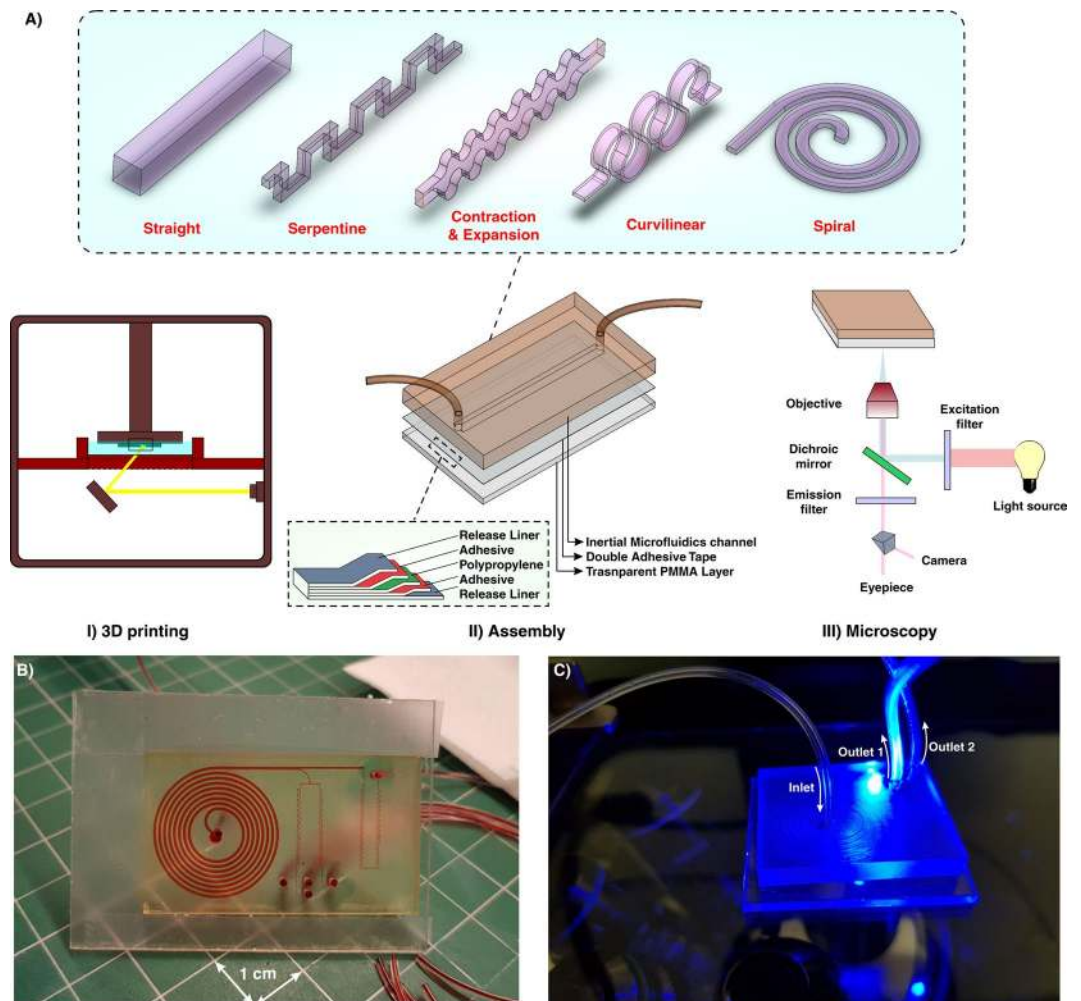 A)
Straight
Serpentine
Contraction
& Expansion
Curvilinear
Spiral
Objective
Excitation
filter
Dichroic
mirror
Emission
filter
Light source
Camera
Eyepiece
Release Liner
Adhesive
Polypropylene
Adhesive
Release Liner
Inertial Microfluidics channel
Double Adhesive Tape
Trasnparent PMMA Layer
I) 3D printing
II) Assembly
III) Microscopy
B)
1 cm
C)
Outlet 1
Outlet 2
Inlet